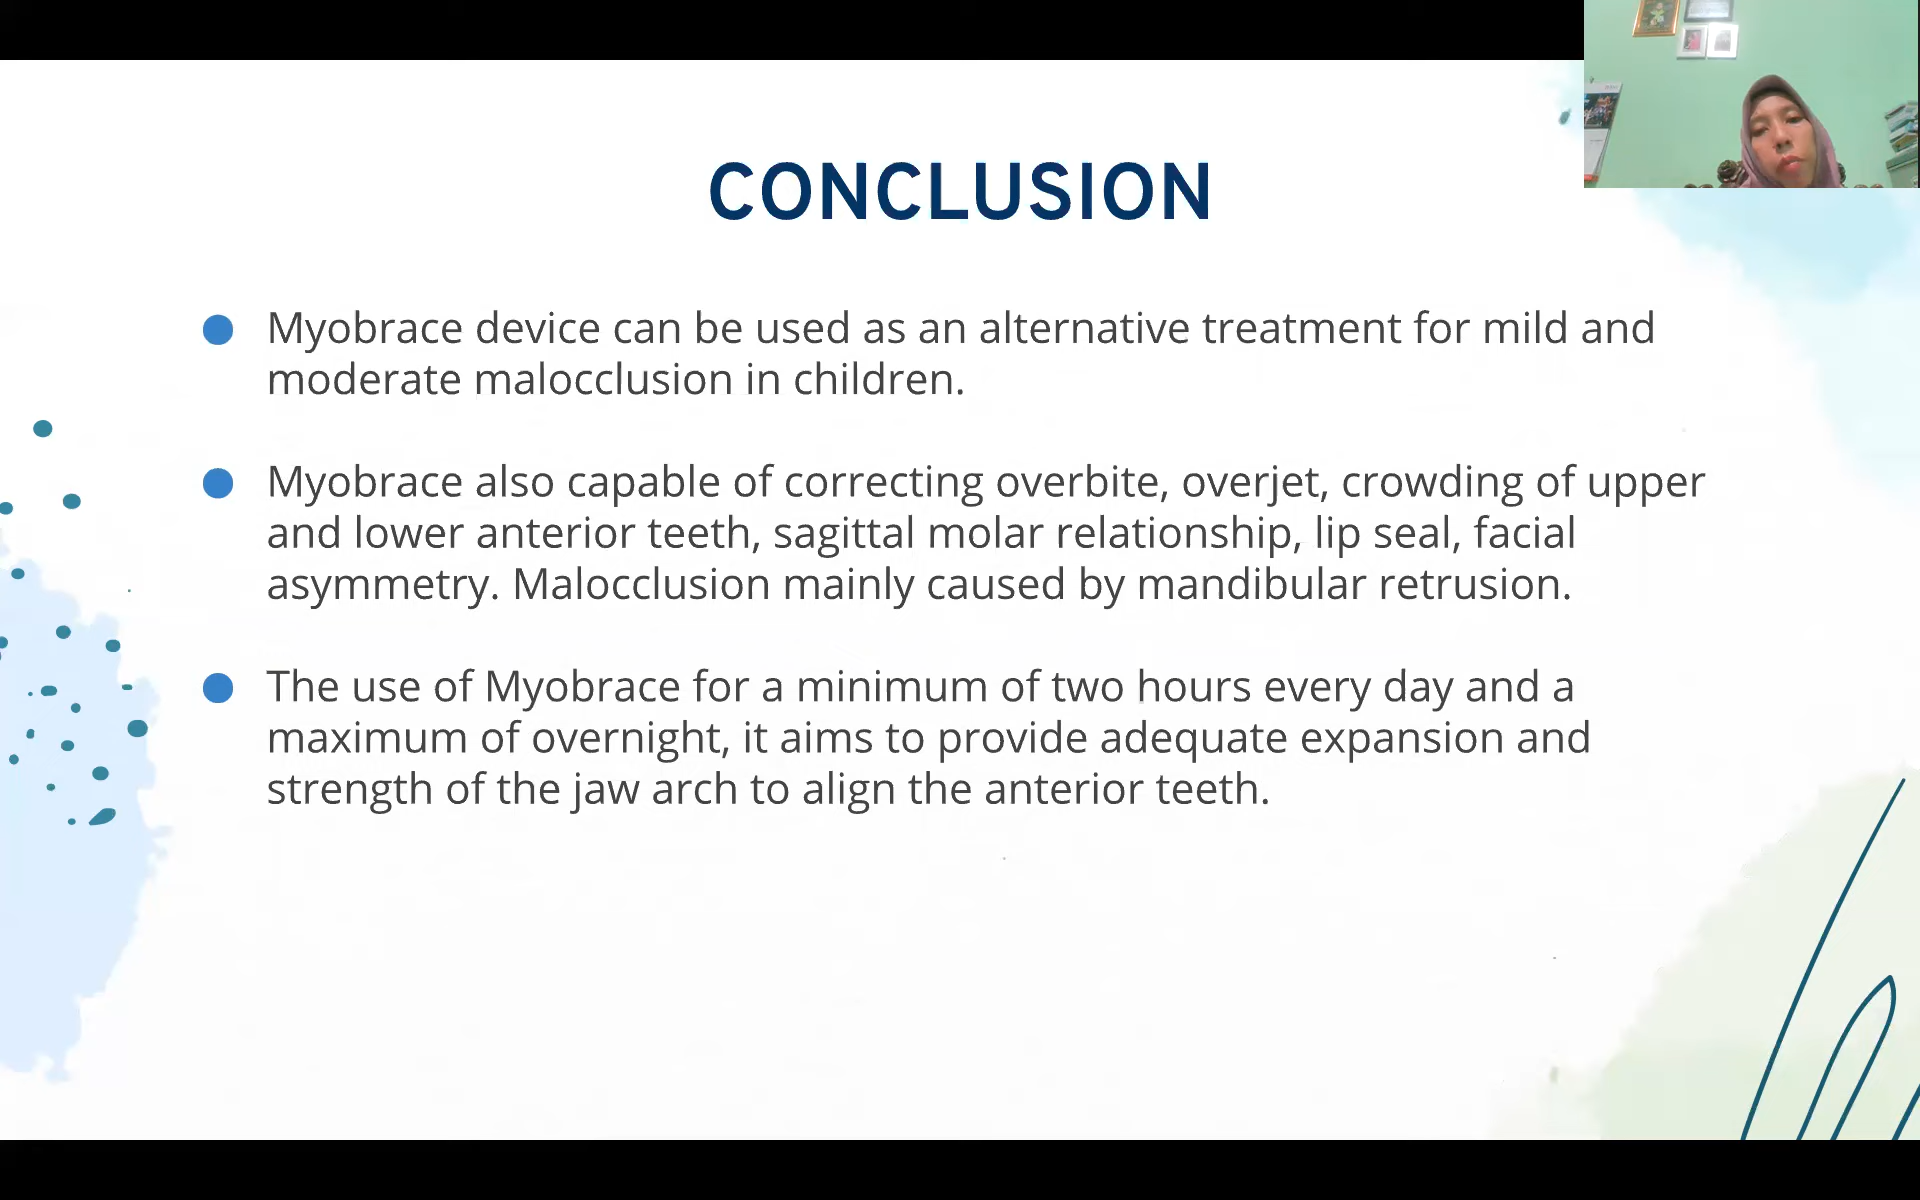 CONCLUSION
Myobrace device can be used as an alternative treatment for mild and
moderate malocclusion in children.
Myobrace also capable of correcting overbite, overjet, crowding of upper
and lower anterior teeth, sagittal molar relationship, lip seal, facial
asymmetry. Malocclusion mainly caused by mandibular retrusion.
The use of Myobrace for a minimum of two hours every day and a
maximum of overnight, it aims to provide adequate expansion and
strength of the jaw arch to align the anterior teeth.